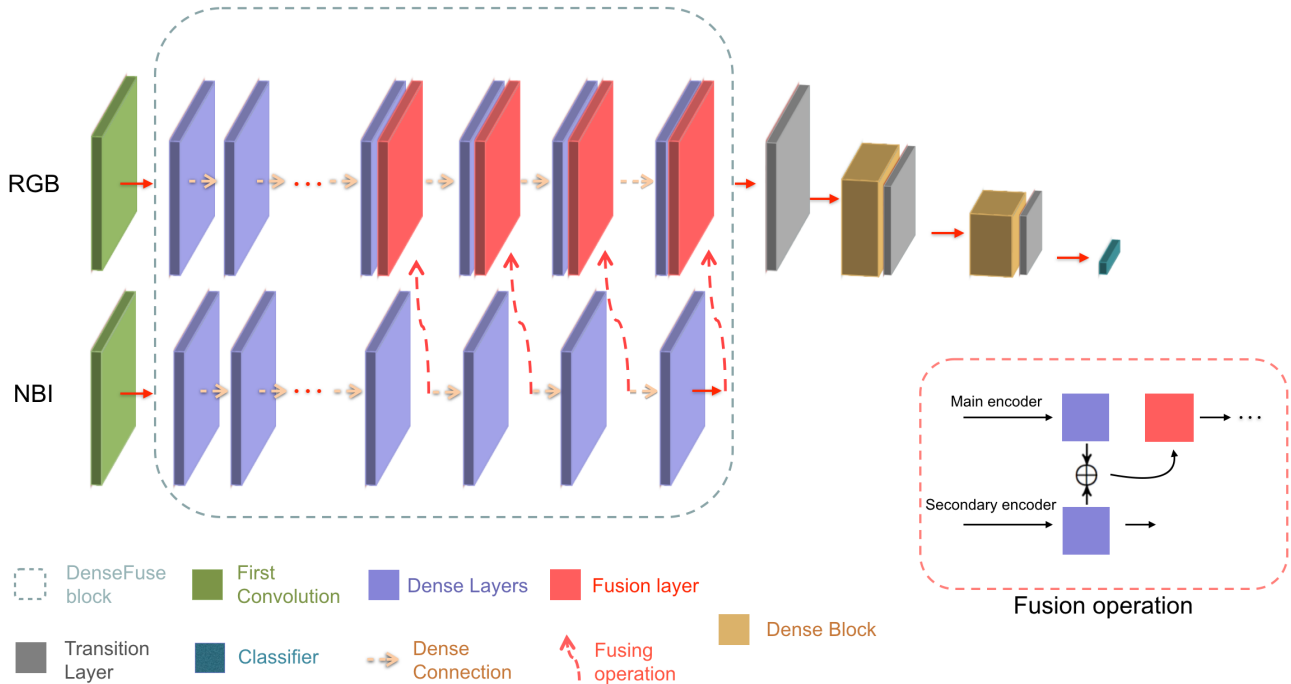 RGB
NBI
Main encoder
Secondary encoder
Fusion operation
DenseFuse
block
First
Convolution
Dense Layers
Fusion layer
Dense Block
Transition
Layer
Classifier
Dense
Connection
Fusing
operation